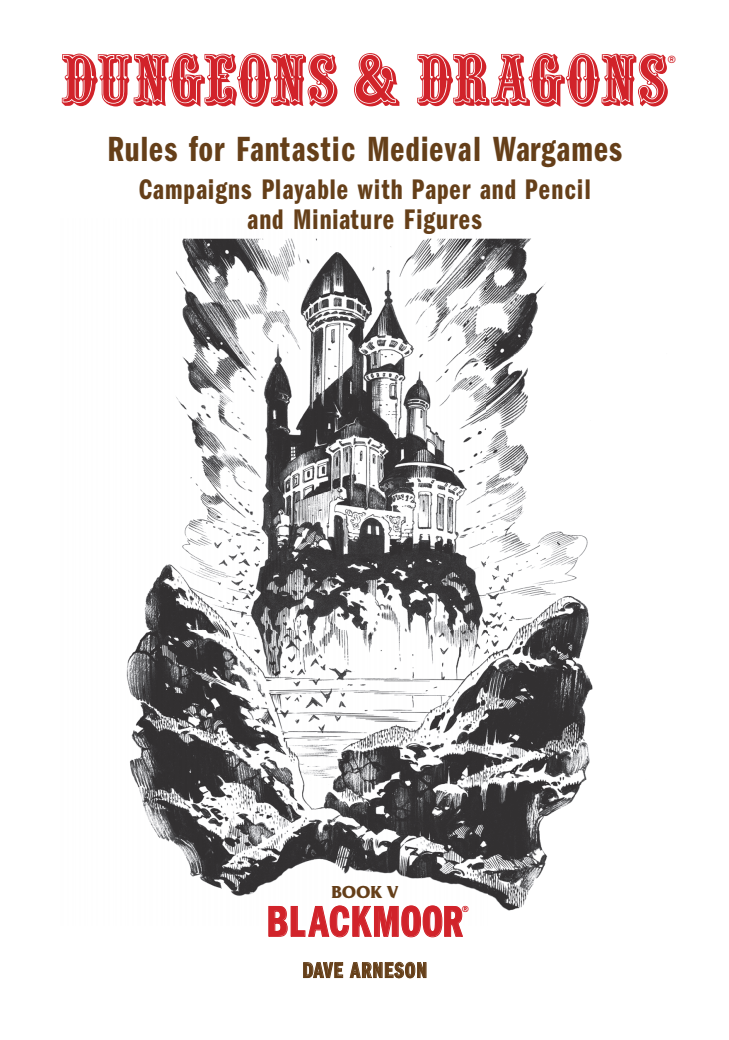 DUNGEONS & DRAGONS®
Rules for Fantastic Medieval Wargames
Campaigns Playable with Paper and Pencil
and Miniature Figures
BOOK V
BLACKMOOR®
DAVE ARNESON